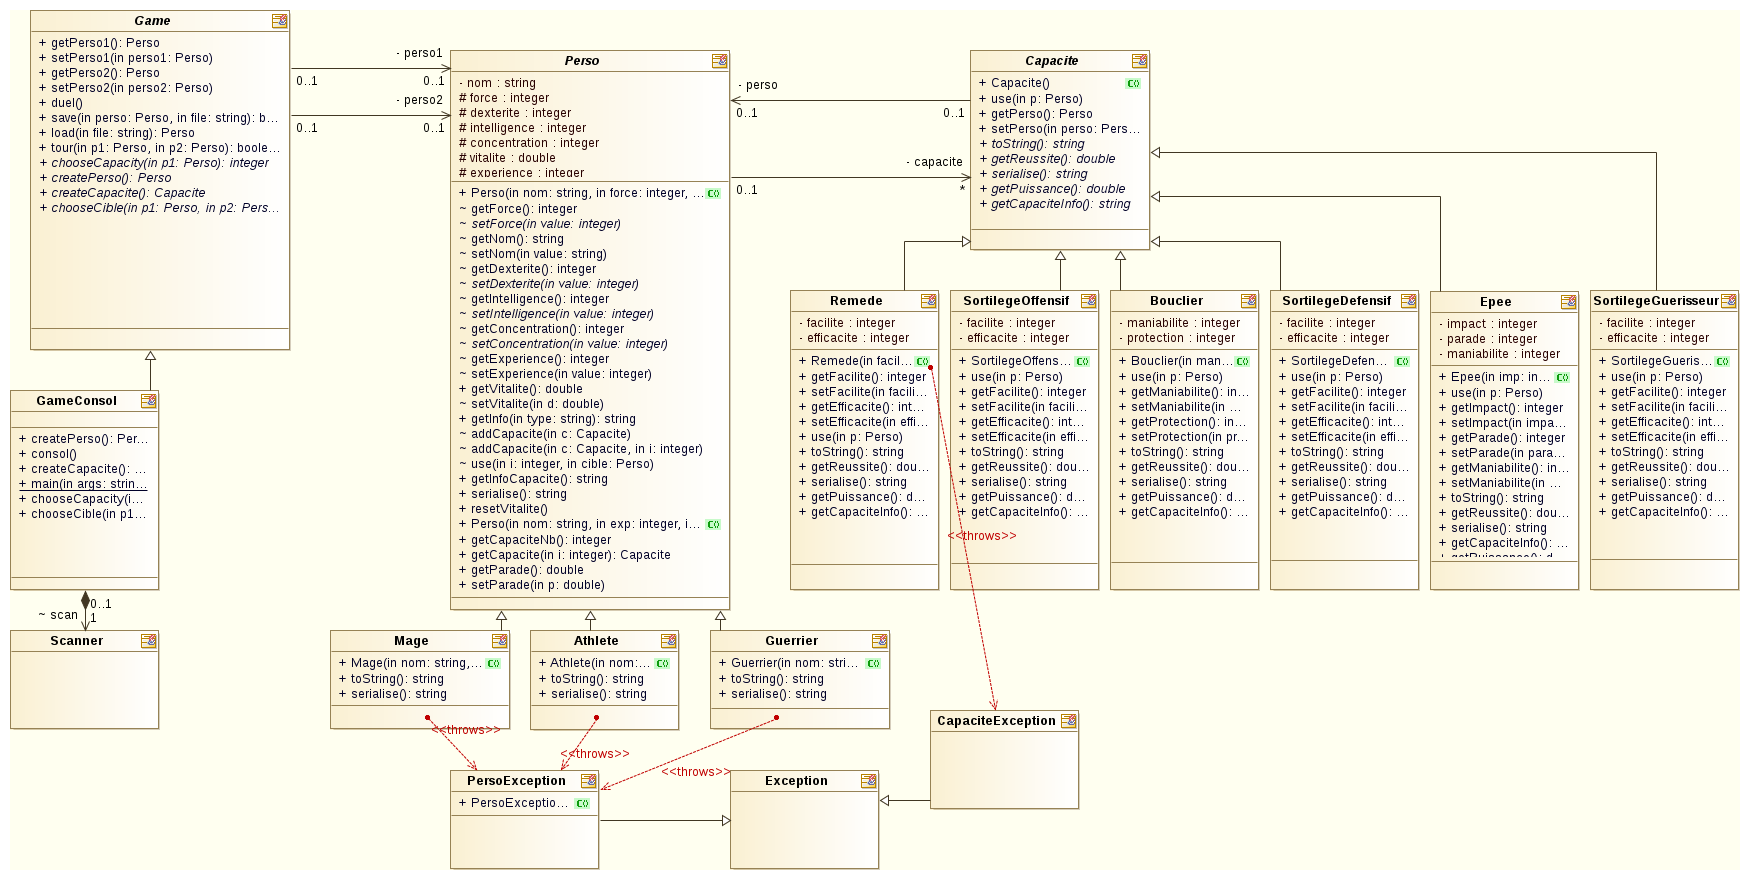 Game
+ getPerso1(): Perso
+ setPerso1(in perso1: Perso)
+ getPerso2(): Perso
+ setPerso2(in perso2: Perso)
+ duel()
+ save(in perso: Perso, in file: string): b...
+ load(in file: string): Perso
+ tour(in p1: Perso, in p2: Perso): boole...
+ chooseCapacity(in p1: Perso): integer
+ createPerso(): Perso
+ createCapacite(): Capacite
+ chooseCible(in p1: Perso, in p2: Pers...
- perso1
0..1
0..1
- perso2
0..1
0..1
Perso
- nom : string
# force : integer
# dexterite : integer
# intelligence : integer
# concentration : integer
# vitalite : double
# experience : integer
+ Perso(in nom: string, in force: integer, ...
~ getForce(): integer
~ setForce(in value: integer)
~ getNom(): string
~ setNom(in value: string)
~ getDexterite(): integer
~ setDexterite(in value: integer)
~ getIntelligence(): integer
~ setIntelligence(in value: integer)
~ getConcentration(): integer
~ setConcentration(in value: integer)
~ getExperience(): integer
~ setExperience(in value: integer)
+ getVitalite(): double
~ setVitalite(in d: double)
+ getInfo(in type: string): string
~ addCapacite(in c: Capacite)
~ addCapacite(in c: Capacite, in i: integer)
~ use(in i: integer, in cible: Perso)
+ getInfoCapacite(): string
+ serialise(): string
+ resetVitalite()
+ Perso(in nom: string, in exp: integer, i...
+ getCapaciteNb(): integer
+ getCapacite(in i: integer): Capacite
+ getParade(): double
+ setParade(in p: double)
- perso
0..1
0..1
- capacite
0..1
*
Capacite
+ Capacite()
+ use(in p: Perso)
+ getPerso(): Perso
+ setPerso(in perso: Pers...
+ toString(): string
+ getReussite(): double
+ serialise(): string
+ getPuissance(): double
+ getCapaciteInfo(): string
Remede
- facilite : integer
- efficacite : integer
+ Remede(in facil...
+ getFacilite(): integer
+ setFacilite(in facili...
+ getEfficacite(): int...
+ setEfficacite(in effi...
+ use(in p: Perso)
+ toString(): string
+ getReussite(): dou...
+ serialise(): string
+ getPuissance(): d...
+ getCapaciteInfo(): ...
SortilegeOffensif
- facilite : integer
- efficacite : integer
+ SortilegeOffens...
+ use(in p: Perso)
+ getFacilite(): integer
+ setFacilite(in facili...
+ getEfficacite(): int...
+ setEfficacite(in effi...
+ toString(): string
+ getReussite(): dou...
+ serialise(): string
+ getPuissance(): d...
+ getCapaciteInfo(): ...
Bouclier
- maniabilite : integer
- protection : integer
+ Bouclier(in man...
+ use(in p: Perso)
+ getManiabilite(): in...
+ setManiabilite(in ...
+ getProtection(): in...
+ setProtection(in pr...
+ toString(): string
+ getReussite(): dou...
+ serialise(): string
+ getPuissance(): d...
+ getCapaciteInfo(): ...
SortilegeDefensif
- facilite : integer
- efficacite : integer
+ SortilegeDefen...
+ use(in p: Perso)
+ getFacilite(): integer
+ setFacilite(in facili...
+ getEfficacite(): int...
+ setEfficacite(in effi...
+ toString(): string
+ getReussite(): dou...
+ serialise(): string
+ getPuissance(): d...
+ getCapaciteInfo(): ...
Epee
- impact : integer
- parade : integer
- maniabilite : integer
+ Epee(in imp: in...
+ use(in p: Perso)
+ getImpact(): integer
+ setImpact(in impa...
+ getParade(): integer
+ setParade(in para...
+ getManiabilite(): in...
+ setManiabilite(in ...
+ toString(): string
+ getReussite(): dou...
+ serialise(): string
+ getCapaciteInfo(): ...
+ getPuissance(): d...
SortilegeGuerisseur
- facilite : integer
- efficacite : integer
+ SortilegeGueris...
+ use(in p: Perso)
+ getFacilite(): integer
+ setFacilite(in facili...
+ getEfficacite(): int...
+ setEfficacite(in effi...
+ toString(): string
+ getReussite(): dou...
+ serialise(): string
+ getPuissance(): d...
+ getCapaciteInfo(): ...
GameConsol
+ createPerso(): Per...
+ consol()
+ createCapacite(): ...
+ main(in args: strin...
+ chooseCapacity(i...
+ chooseCible(in p1...
0..1
~ scan
1
Scanner
Mage
+ Mage(in nom: string,...
+ toString(): string
+ serialise(): string
Athlete
+ Athlete(in nom:...
+ toString(): string
+ serialise(): string
Guerrier
+ Guerrier(in nom: stri...
+ toString(): string
+ serialise(): string
<<throws>>
<<throws>>
<<throws>>
<<throws>>
CapaciteException
PersoException
+ PersoExceptio...
Exception